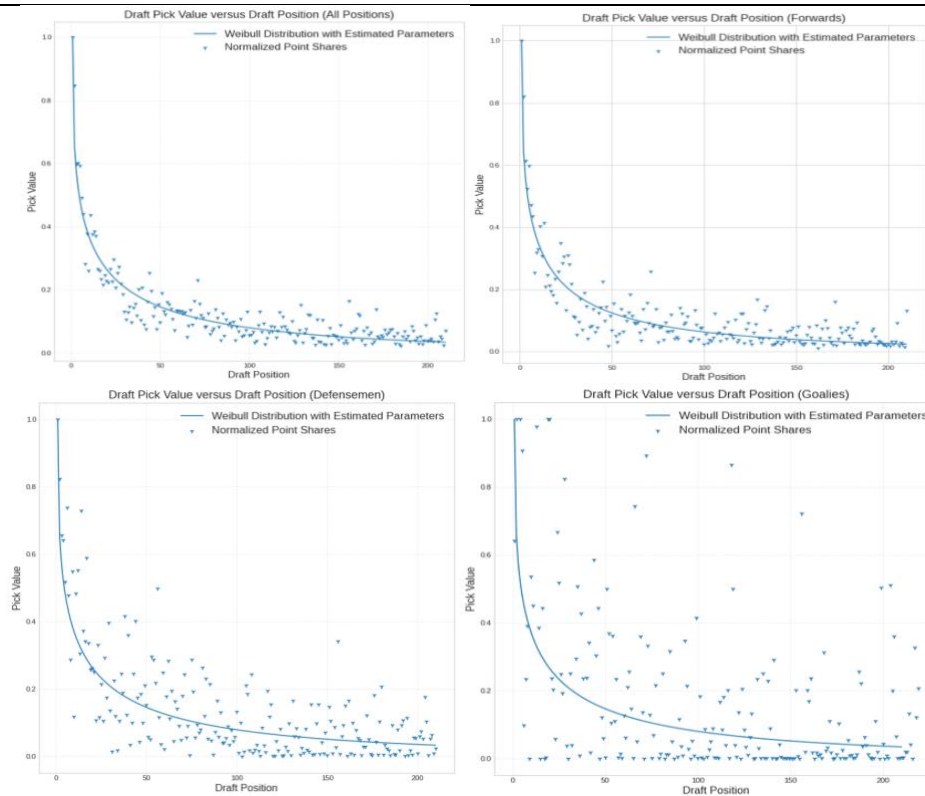 Draft Pick Value versus Draft Position (All Positions)
Weibull Distribution with Estimated Parameters
Normalized Point Shares
1.0
0.8
0.6
0.4
0.2
0.0
Pick Value
0
50
100
150
200
Draft Position
Draft Pick Value versus Draft Position (Forwards)
Weibull Distribution with Estimated Parameters
Normalized Point Shares
1.0
0.8
0.6
0.4
0.2
0.0
Pick Value
0
50
100
150
200
Draft Position
Draft Pick Value versus Draft Position (Defensemen)
Weibull Distribution with Estimated Parameters
Normalized Point Shares
1.0
0.8
0.6
0.4
0.2
0.0
Pick Value
0
50
100
150
200
Draft Position
Draft Pick Value versus Draft Position (Goalies)
Weibull Distribution with Estimated Parameters
Normalized Point Shares
1.0
0.8
0.6
0.4
0.2
0.0
Pick Value
0
50
100
150
200
Draft Position